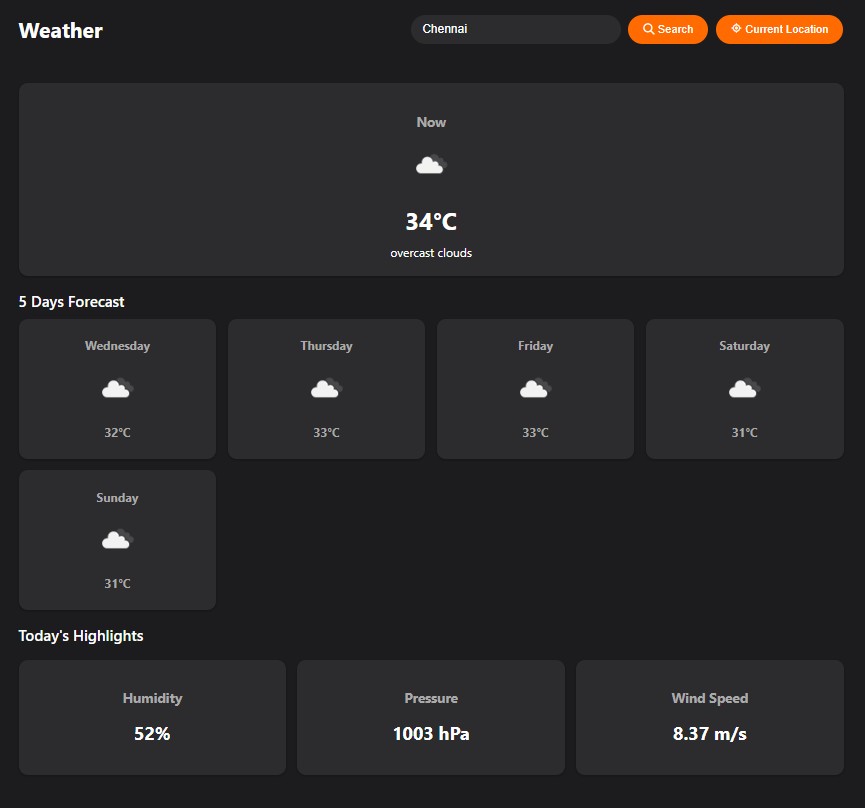 Weather
Chennai
Search
Current Location
Now
34°C
overcast clouds
5 Days Forecast
Wednesday
32°C
Thursday
33°C
Friday
33°C
Saturday
31°C
Sunday
31°C
Today's Highlights
Humidity
52%
Pressure
1003 hPa
Wind Speed
8.37 m/s